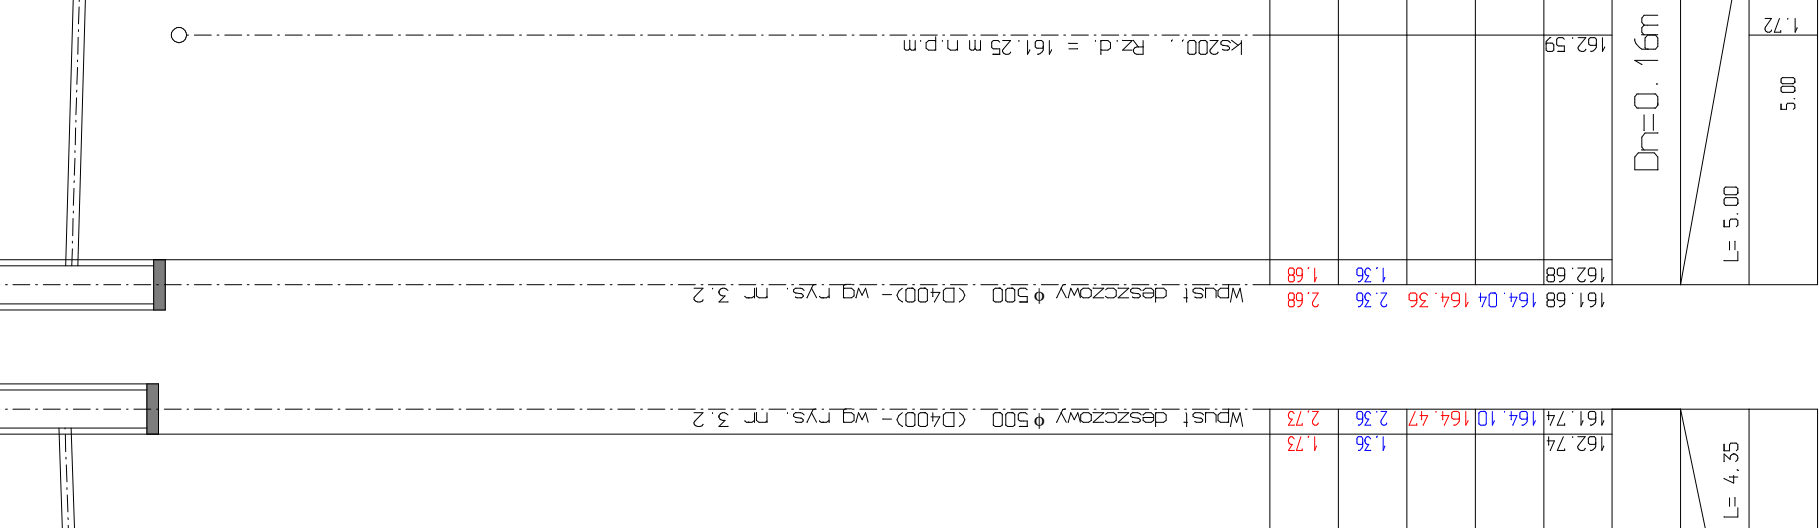 1.72
162.59
ks200, , Rz.d. = 161.25 m n.p.m
Dn=0.16m
5.00
L= 5.00
162.68 1.36 1.68
161.68 164.04 164.36 2.36 2.68
Wpust deszczowy ϕ500 (D400)- wg rys. nr 3.2
161.74 164.10 164.47 2.36 2.73
Wpust deszczowy ϕ500 (D400)- wg rys. nr 3.2
162.74 1.36 1.73
L= 4.35